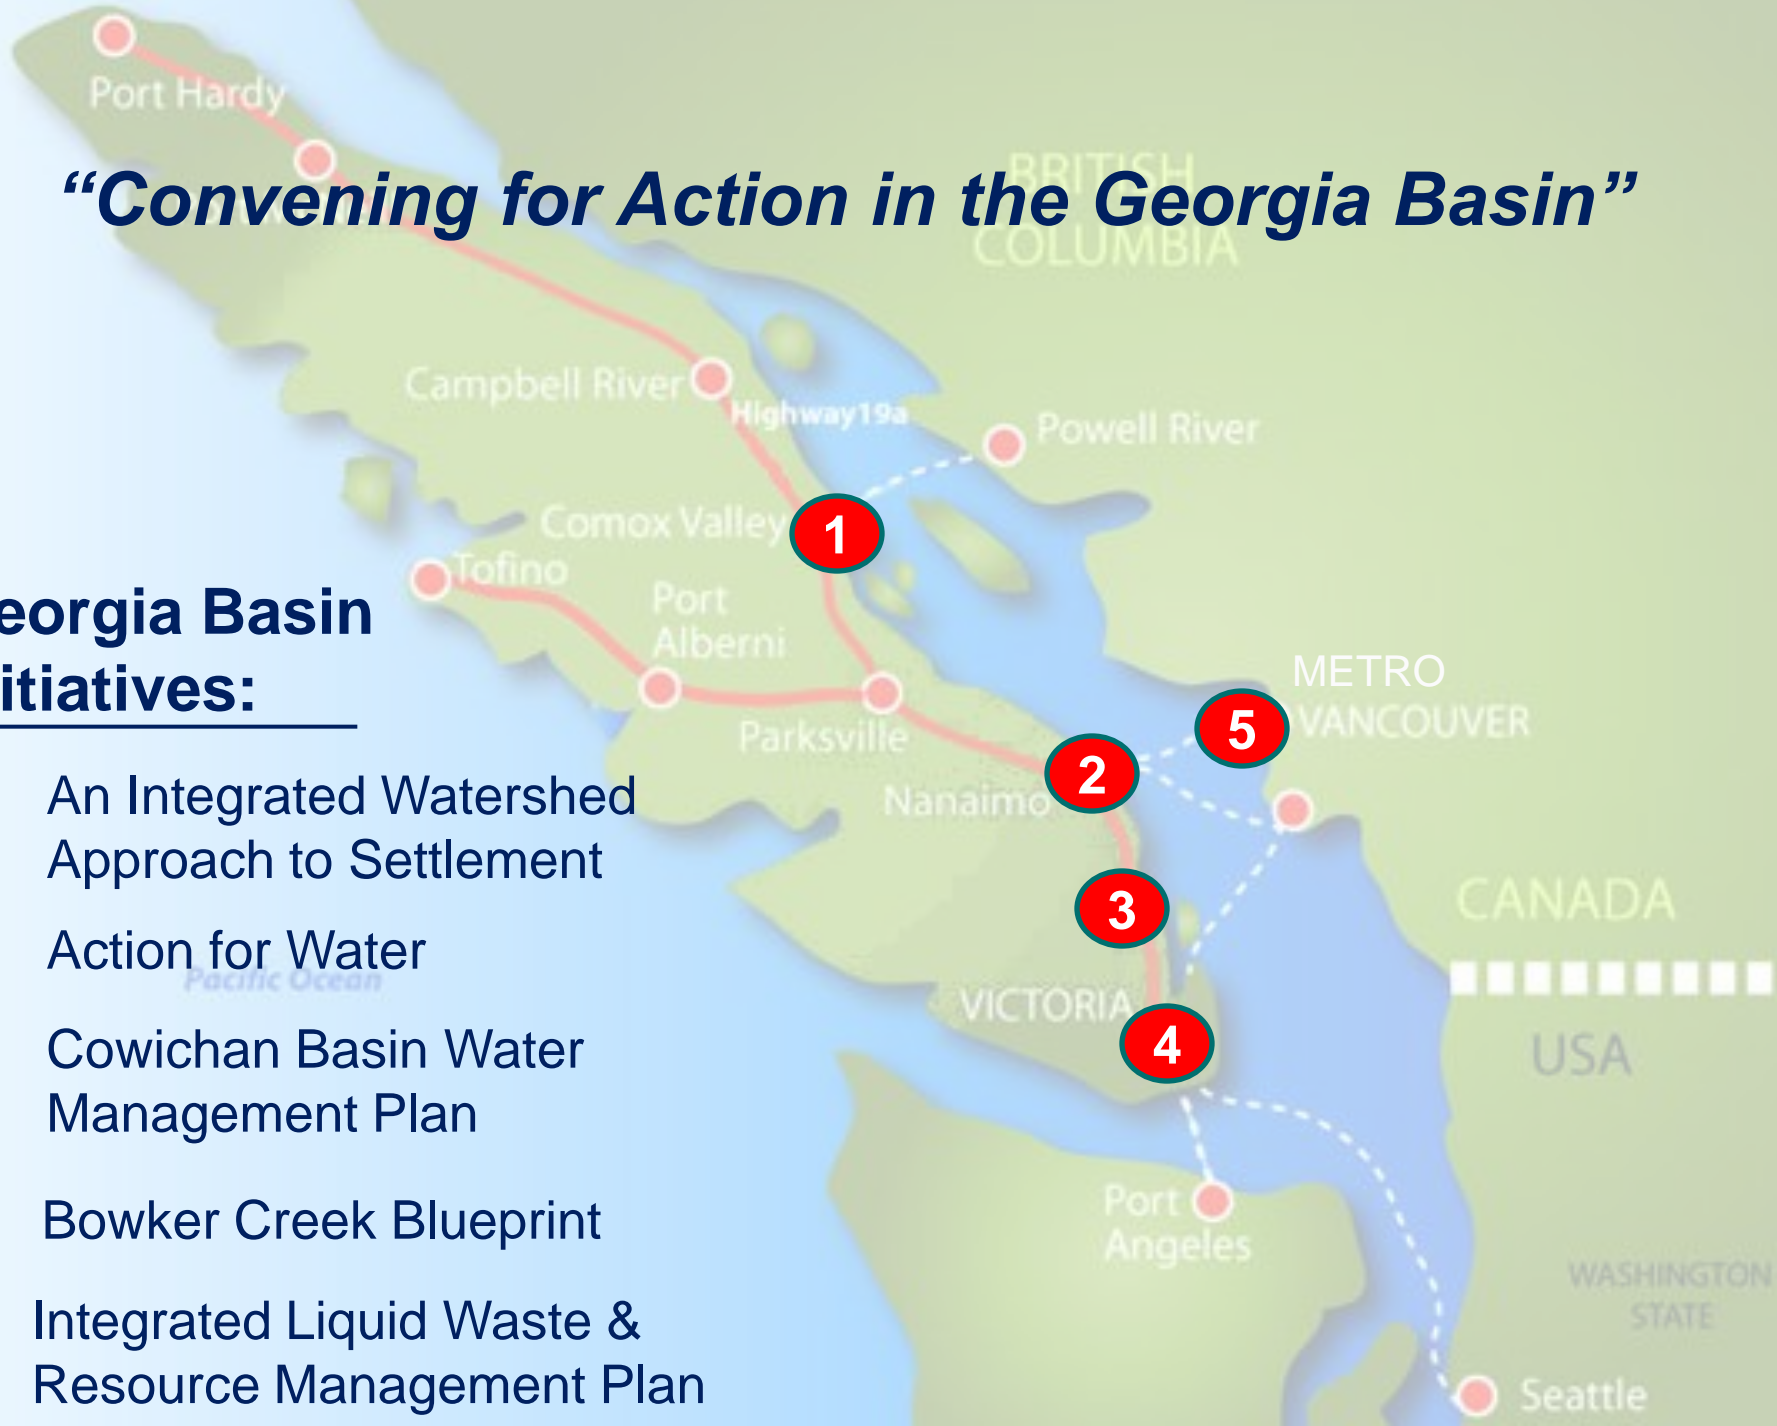 Port Hardy
“Convening for Action in the Georgia Basin”
BRITISH
COLUMBIA
Campbell River
Highway19a
Powell River
Comox Valley
1
Tofino
Port
Alberni
eorgia Basin
itiatives:
METRO
VANCOUVER
5
Parksville
2
Nanaimo
An Integrated Watershed
Approach to Settlement
3
CANADA
Action for Water
Pacific Ocean
VICTORIA
4
USA
Cowichan Basin Water
Management Plan
Port
Angeles
Bowker Creek Blueprint
WASHINGTON
STATE
Integrated Liquid Waste &
Resource Management Plan
Seattle